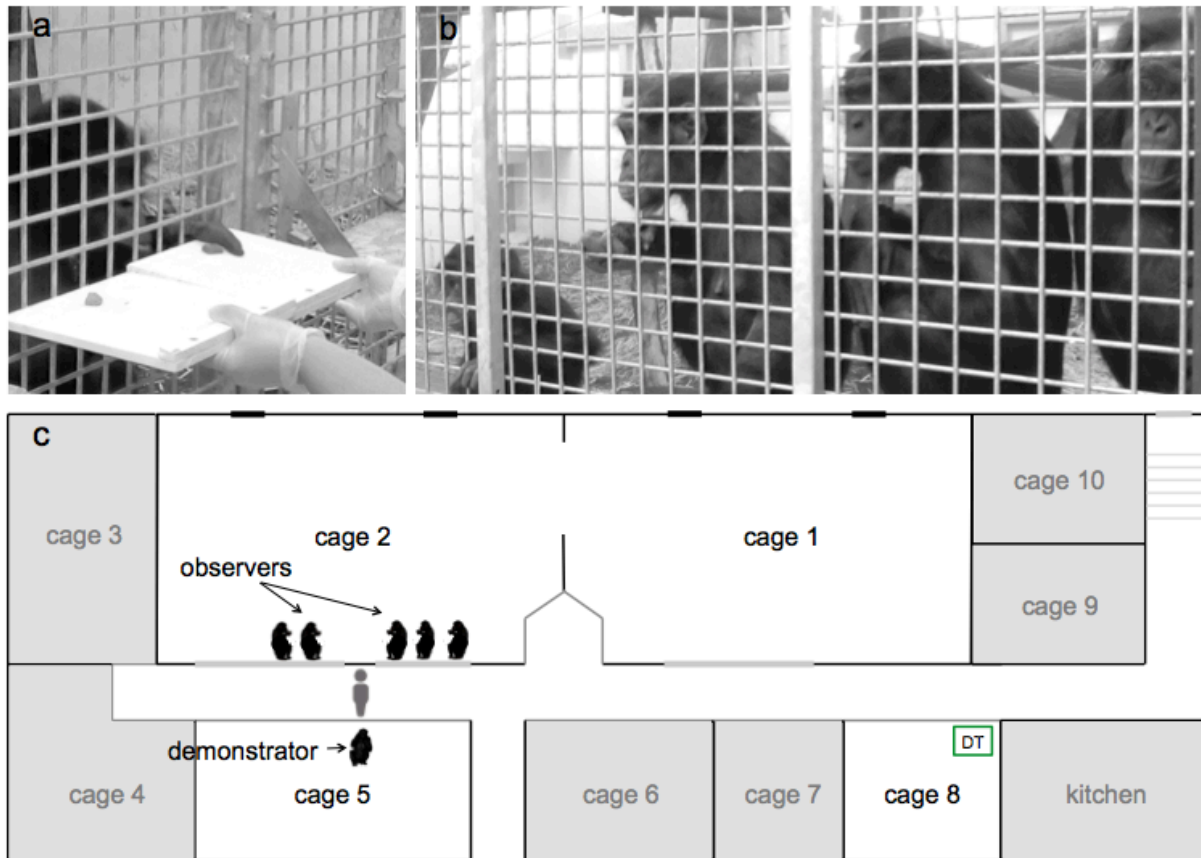 a
b
c
cage 3
cage 2
cage 1
cage 10
cage 9
observers
demonstrator
DT
cage 4
cage 5
cage 6
cage 7
cage 8
kitchen